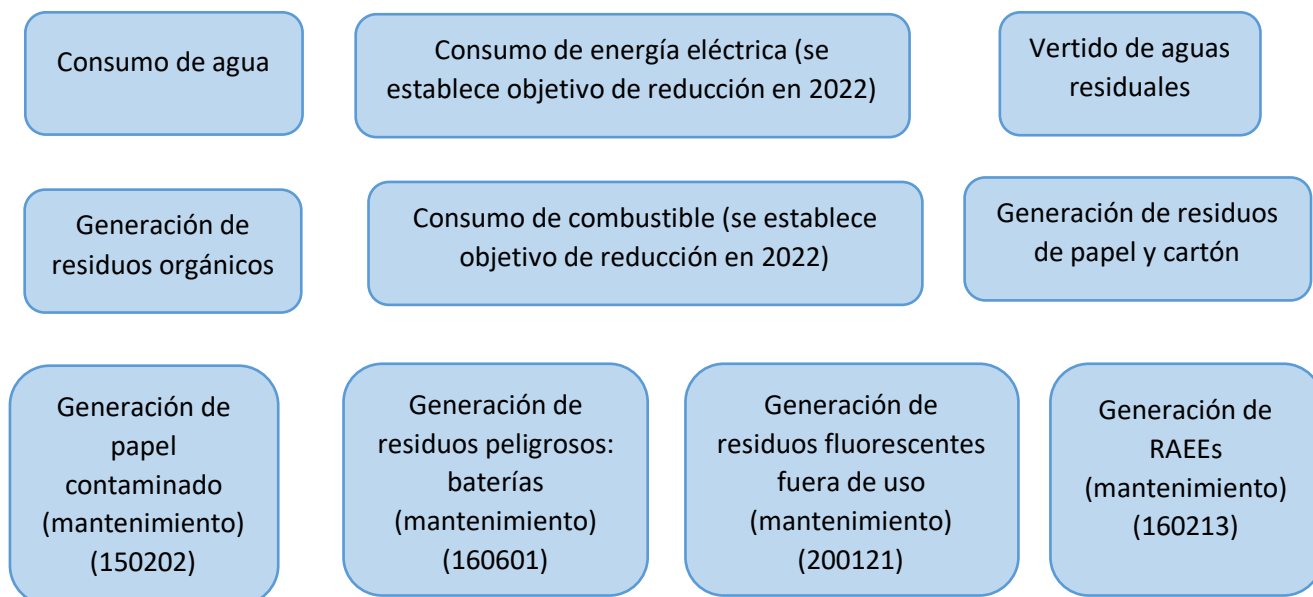 Consumo de agua
Consumo de energía eléctrica (se
establece objetivo de reducción en 2022)
Vertido de aguas
residuales
Generación de
residuos orgánicos
Consumo de combustible (se establece
objetivo de reducción en 2022)
Generación de residuos
de papel y cartón
Generación de
papel
contaminado
(mantenimiento)
(150202)
Generación de
residuos peligrosos:
baterías
(mantenimiento)
(160601)
Generación de
residuos fluorescentes
fuera de uso
(mantenimiento)
(200121)
Generación de
RAEEs
(mantenimiento)
(160213)